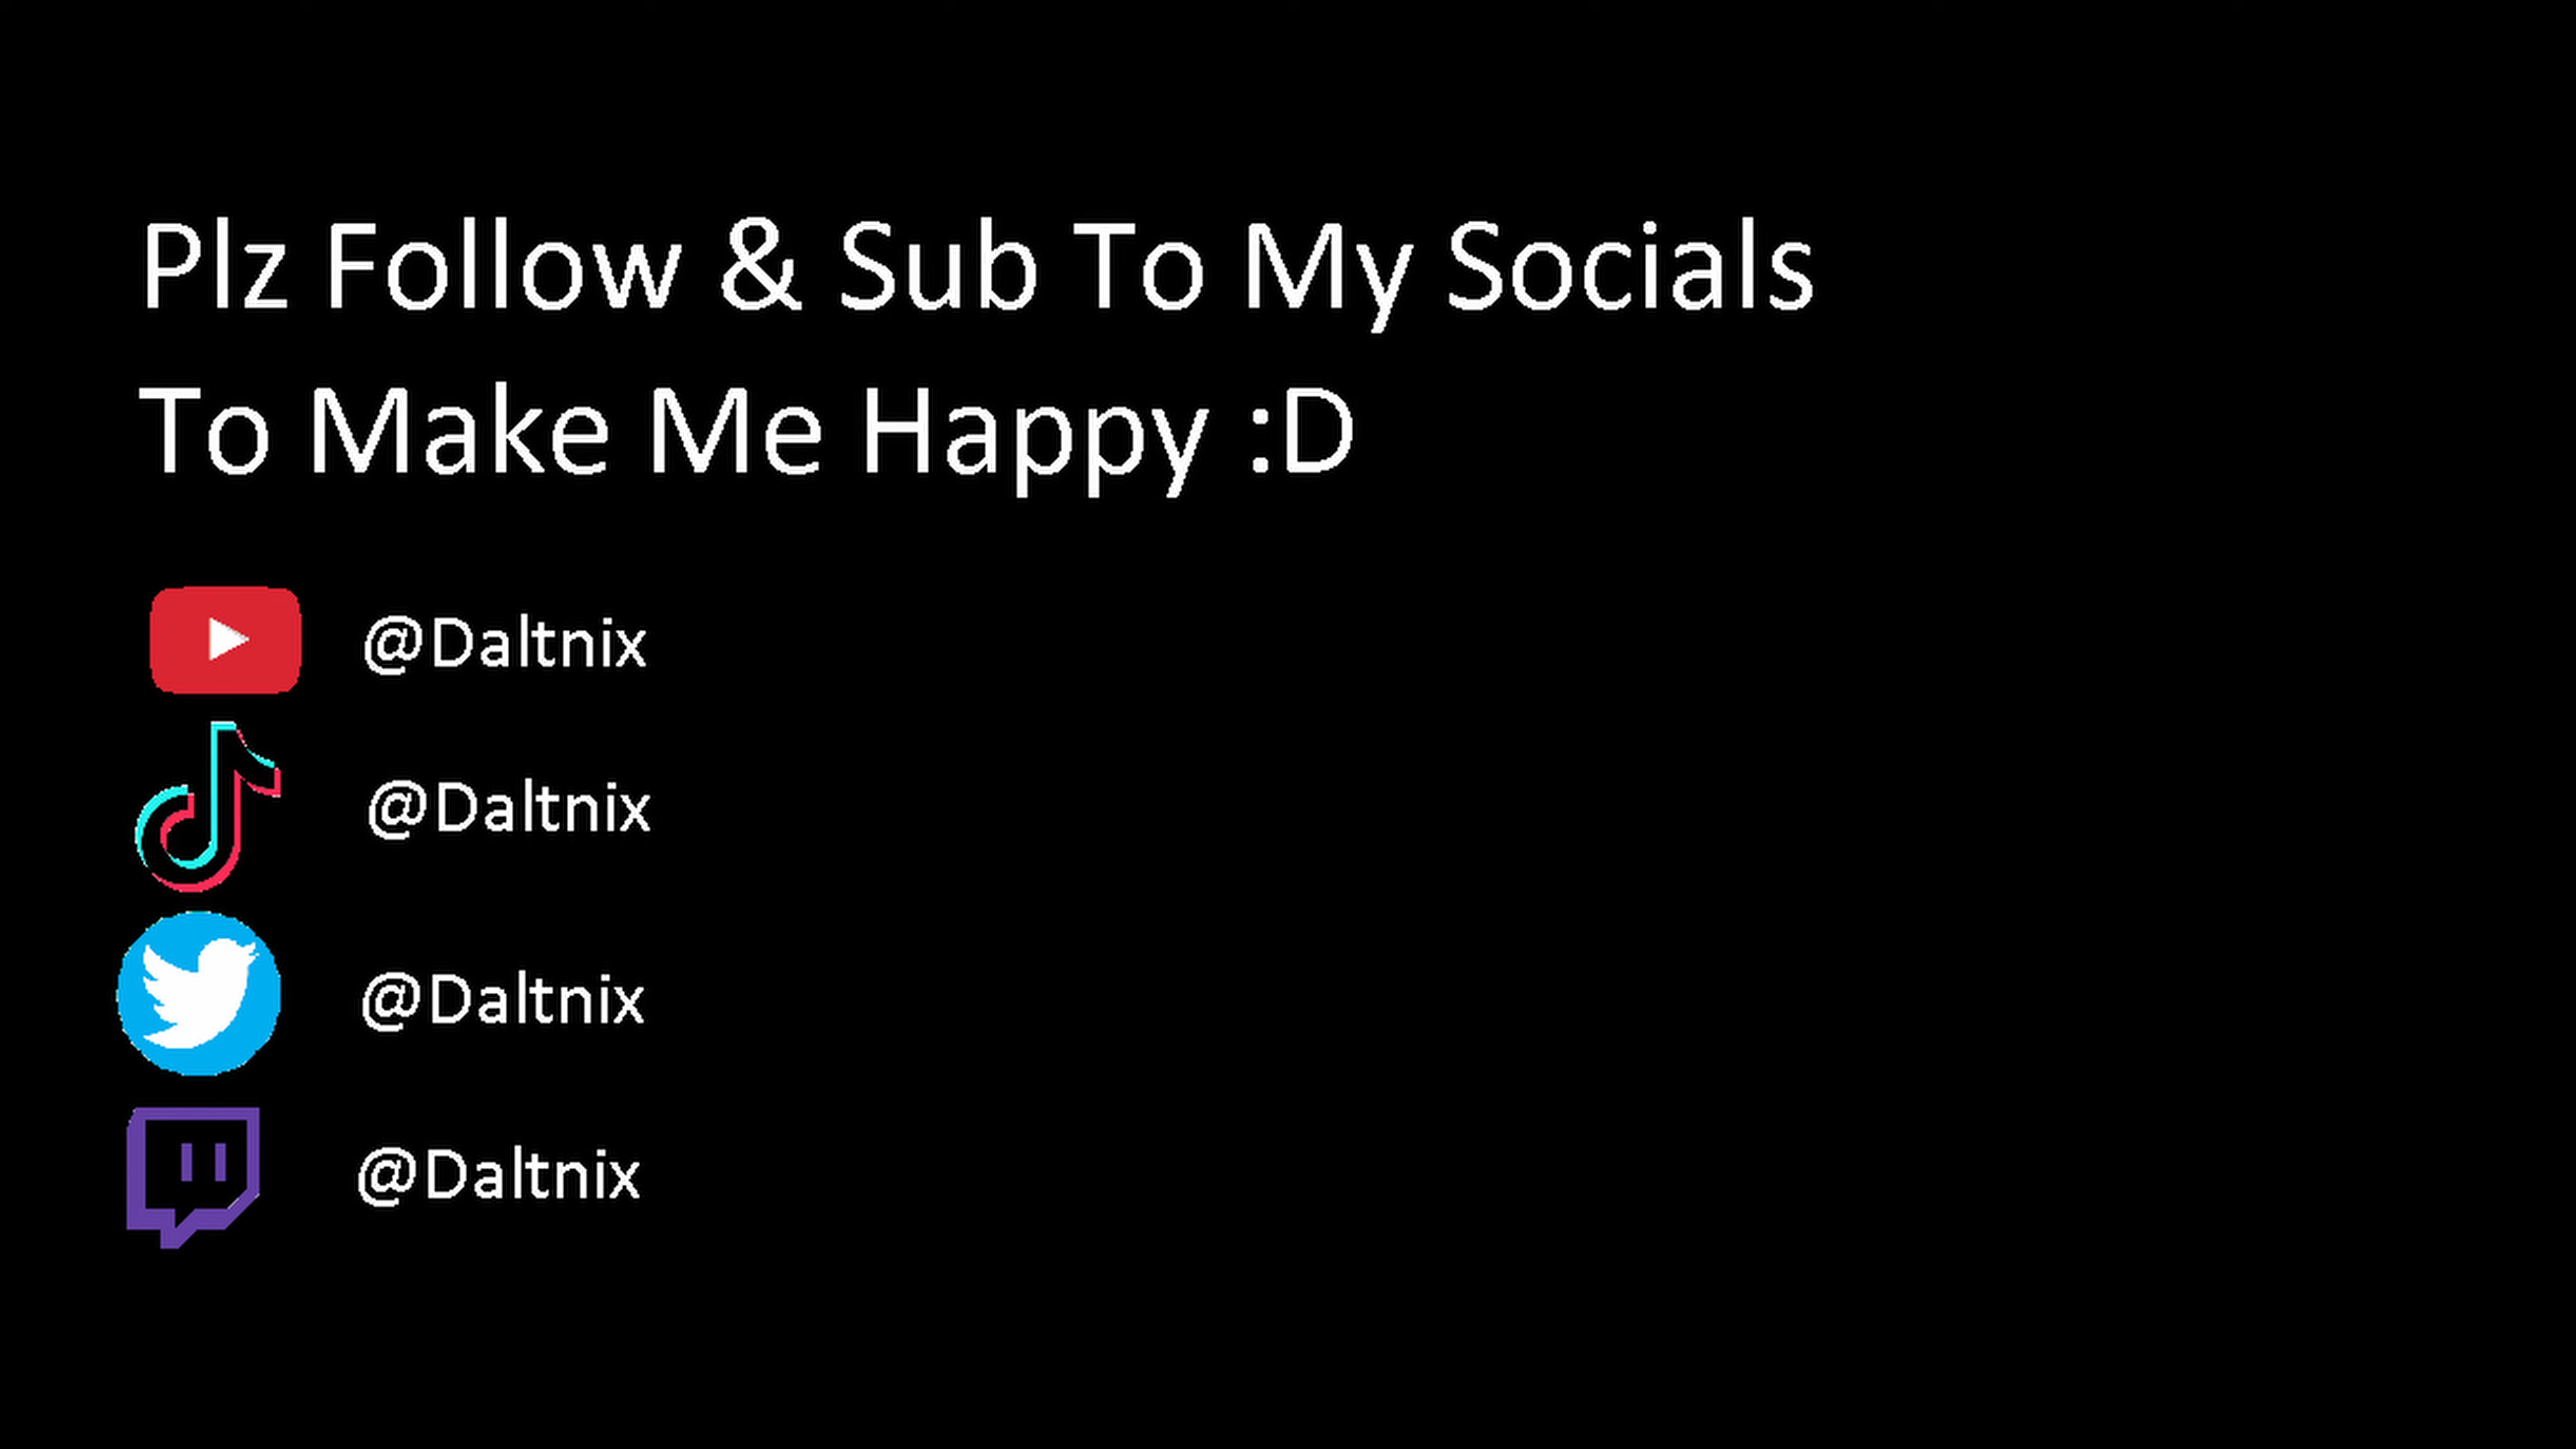 Plz Follow & Sub To My Socials
To Make Me Happy :D
@Daltnix
@Daltnix
@Daltnix
@Daltnix